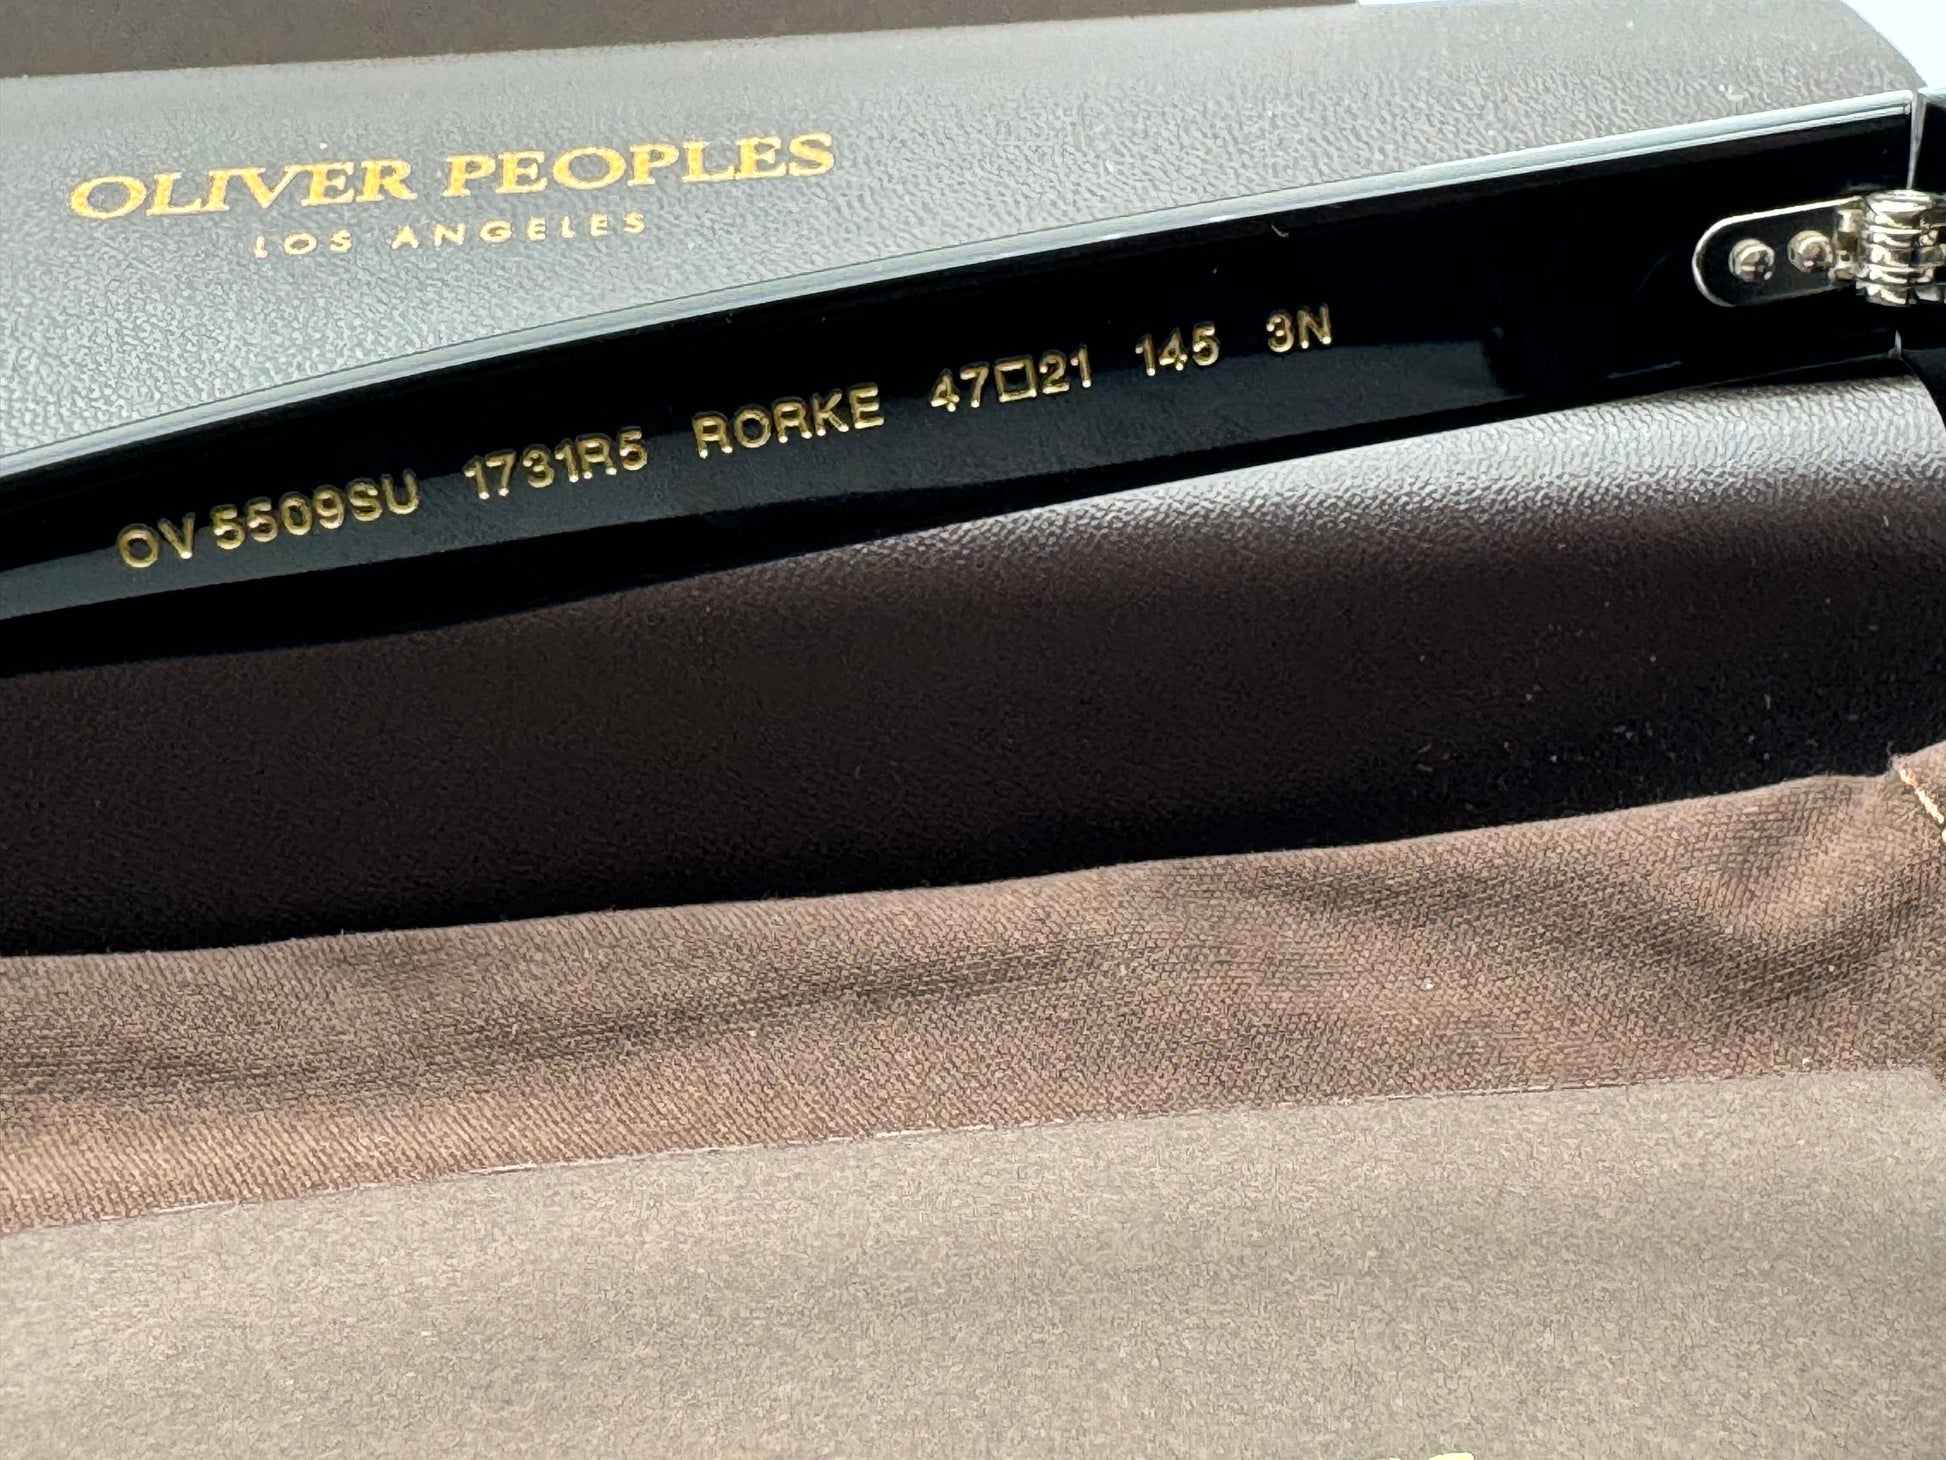 OLIVER PEOPLES
LOS ANGELES
OV 5509SU 1731R5 RORKE 47□21 145 3N